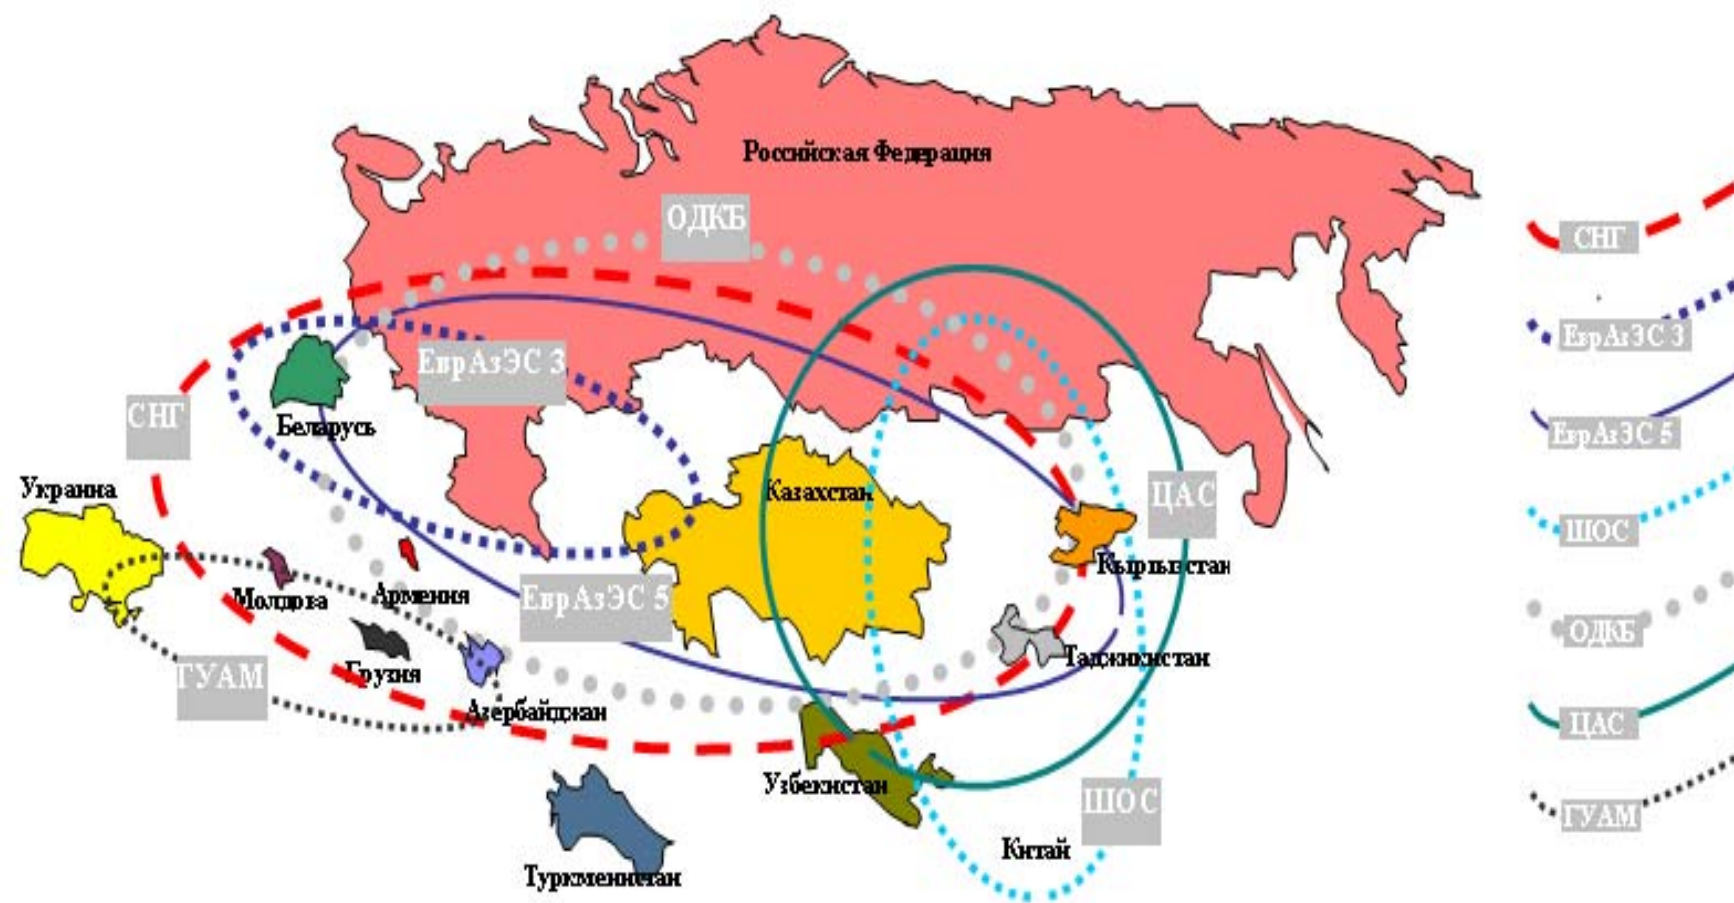 Российская Федерация
ОДКБ
СНГ
ЕврАзЭС 3
ЕврАзЭС 3
СНГ
Беларусь
ЕврАзЭС 5
Украина
Казахстан
ЦАС
ШОС
Кыргызстан
Молдова
Армения
ЕврАзЭС 5
ОДКБ
Грузия
Таджикистан
ГУАМ
Азербайджан
ЦАС
Узбекистан
ШОС
ГУАМ
Китай
Туркменистан